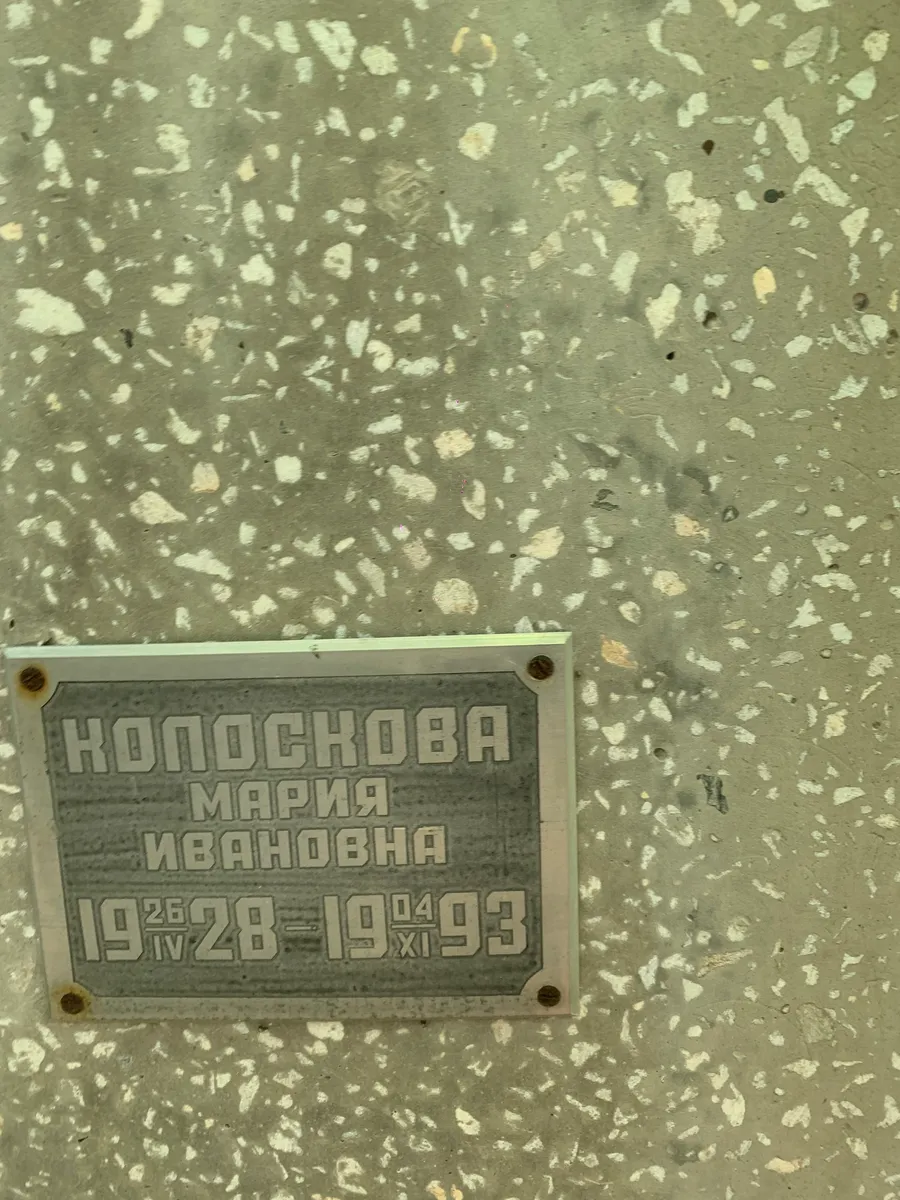 КОЛОСКОВА
МАРИЯ
ИВАНОВНА
19 26/IV 28 – 19 04/XI 93